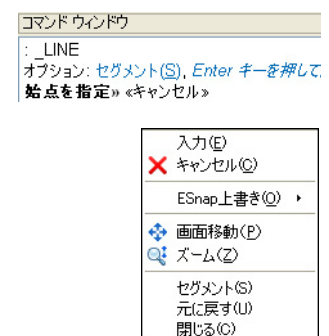 コマンド ウィンドウ
: _LINE
オプション: セグメント(S), Enter キーを押して
始点を指定» «キャンセル»
入力(E)
キャンセル(C)
ESnap上書き(O)
画面移動(P)
ズーム(Z)
セグメント(S)
元に戻す(U)
閉じる(C)